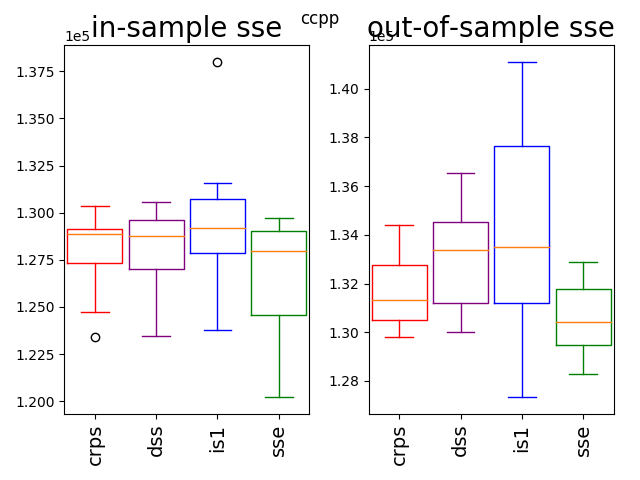 ccpp
in-sample sse
1e5
1.375
1.350
1.325
1.300
1.275
1.250
1.225
1.200
crps
dss
is1
sse
out-of-sample sse
1e5
1.40
1.38
1.36
1.34
1.32
1.30
1.28
crps
dss
is1
sse